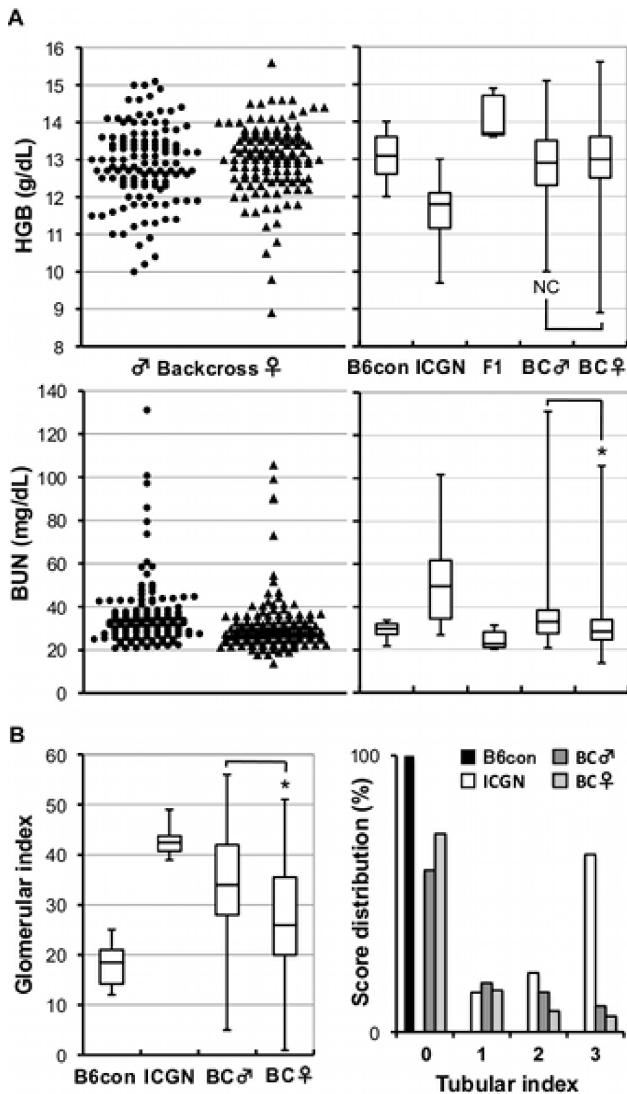 A
HGB (g/dL)
16
15
14
13
12
11
10
9
8
♂ Backcross ♀
NC
B6con ICGN F1 BC♂ BC♀
BUN (mg/dL)
140
120
100
80
60
40
20
0
*
B
Glomerular index
60
50
40
30
20
10
0
*
B6con ICGN BC♂ BC♀
Score distribution (%)
100
0
B6con BC♂
ICGN BC♀
0 1 2 3
Tubular index